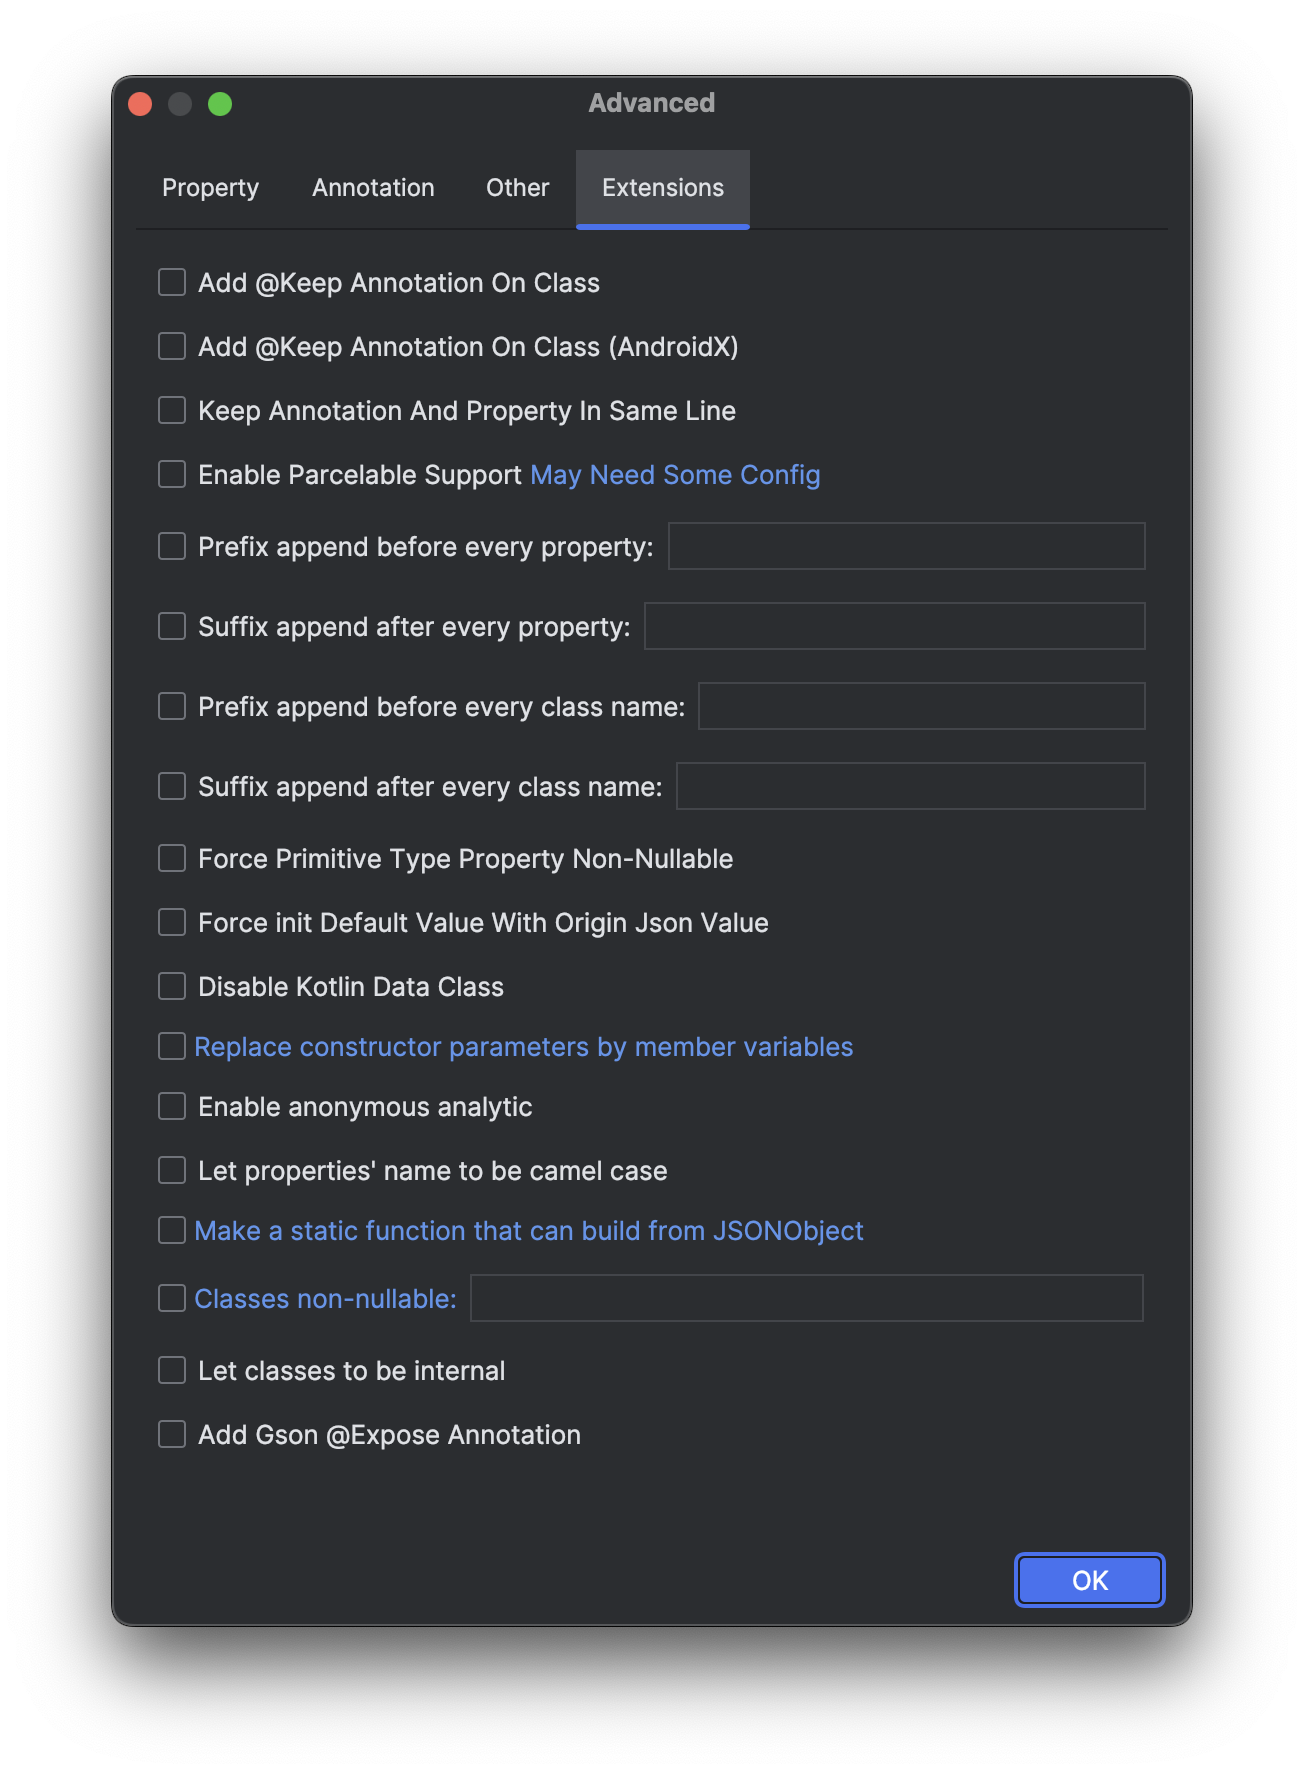 Advanced
Property Annotation Other Extensions
Add @Keep Annotation On Class
Add @Keep Annotation On Class (AndroidX)
Keep Annotation And Property In Same Line
Enable Parcelable Support May Need Some Config
Prefix append before every property:
Suffix append after every property:
Prefix append before every class name:
Suffix append after every class name:
Force Primitive Type Property Non-Nullable
Force init Default Value With Origin Json Value
Disable Kotlin Data Class
Replace constructor parameters by member variables
Enable anonymous analytic
Let properties' name to be camel case
Make a static function that can build from JSONObject
Classes non-nullable:
Let classes to be internal
Add Gson @Expose Annotation
OK